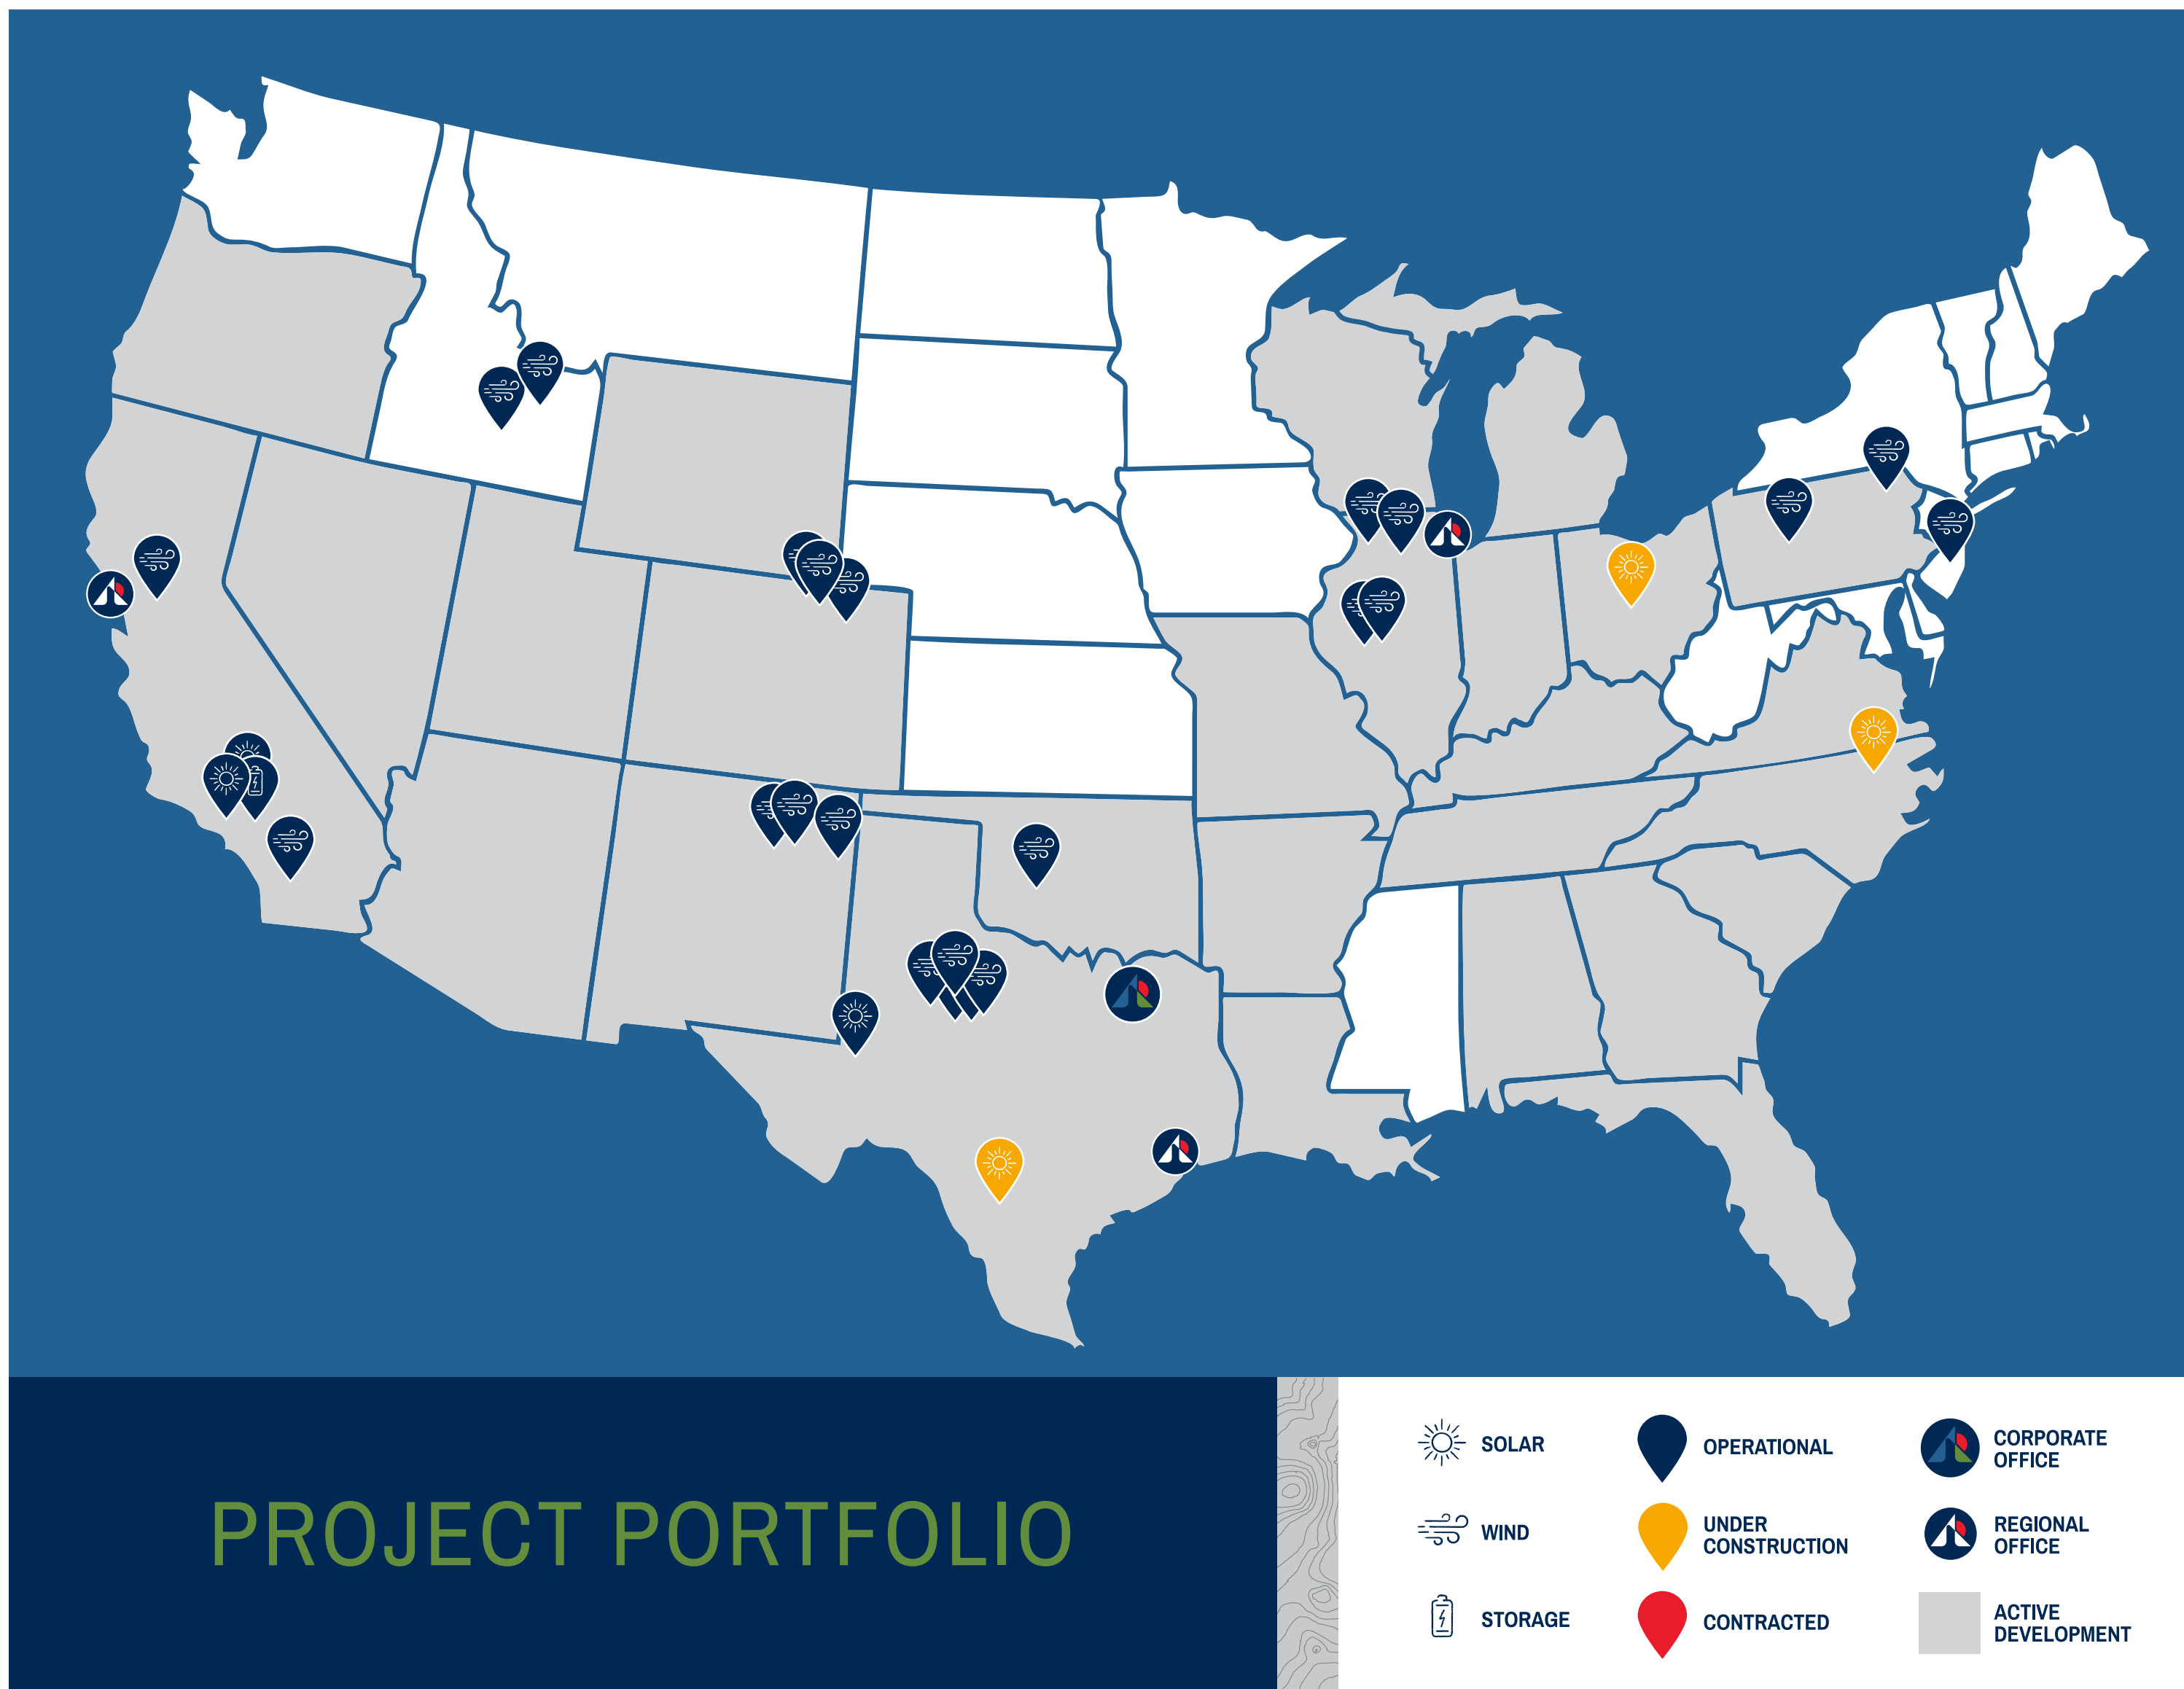 PROJECT PORTFOLIO
SOLAR
WIND
STORAGE
OPERATIONAL
UNDER
CONSTRUCTION
CONTRACTED
CORPORATE
OFFICE
REGIONAL
OFFICE
ACTIVE
DEVELOPMENT